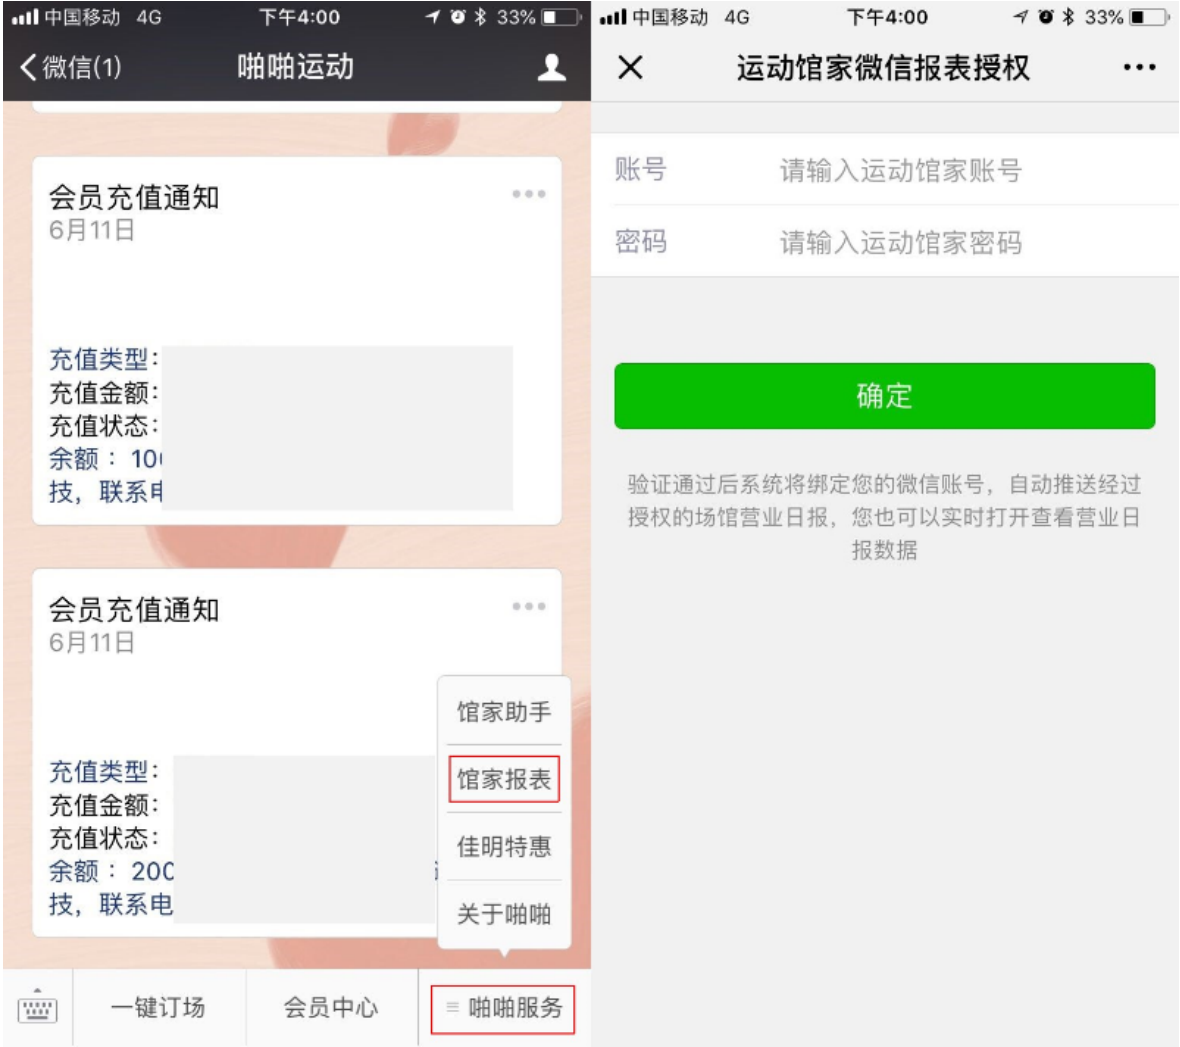 中国移动 4G 下午4:00 33%
微信(1) 啪啪运动
会员充值通知
6月11日
充值类型：
充值金额：
充值状态：
余额： 10
技，联系
会员充值通知
6月11日
充值类型：
充值金额：
充值状态：
余额： 200
技，联系电
馆家助手
馆家报表
佳明特惠
关于啪啪
一键订场 会员中心 啪啪服务
中国移动 4G 下午4:00 33%
运动馆家微信报表授权
账号 请输入运动馆家账号
密码 请输入运动馆家密码
确定
验证通过后系统将绑定您的微信账号，自动推送经过
授权的场馆营业日报，您也可以实时打开查看营业日
报数据